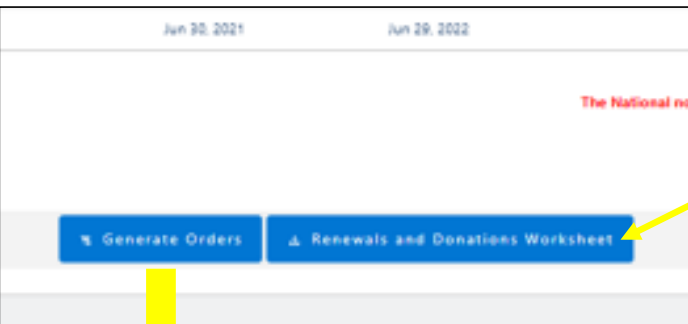 Jun 30, 2021 Jun 29, 2022
The National
Generate Orders Renewals and Donations Worksheet